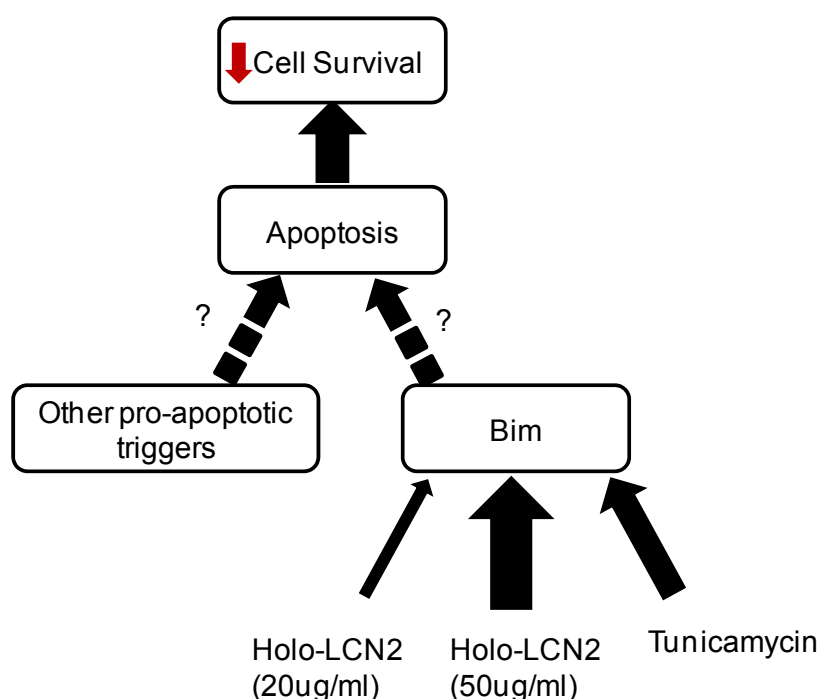 Cell Survival
Apoptosis
?
?
Other pro-apoptotic
triggers
Bim
Holo-LCN2
(20ug/ml)
Holo-LCN2
(50ug/ml)
Tunicamycin